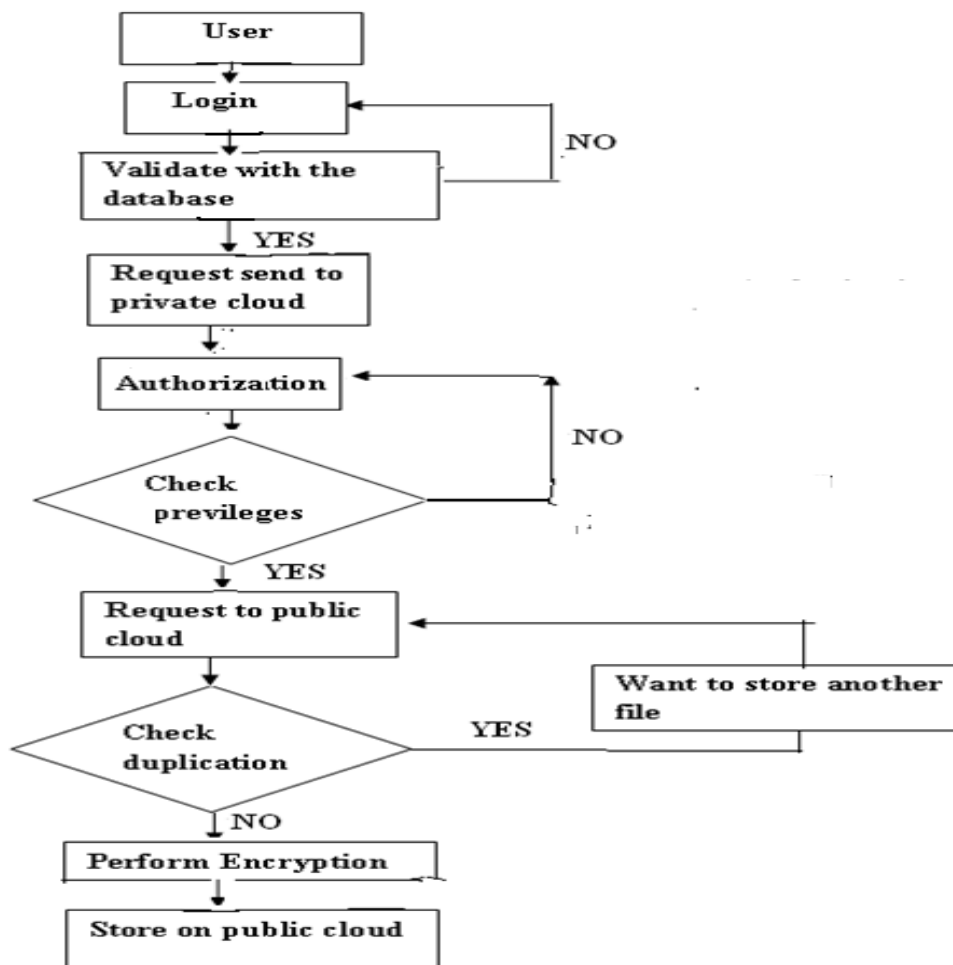 User
Login
NO
Validate with the
database
YES
Request send to
private cloud
Authorization
NO
Check
previleges
YES
Request to public
cloud
Want to store another
file
Check
duplication
YES
NO
Perform Encryption
Store on public cloud